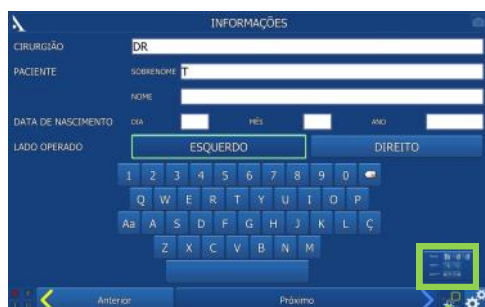 INFORMAÇÕES
CIRURGIÃO DR
PACIENTE SOBRENOME T
NOME
DATA DE NASCIMENTO DIA MÊS ANO
LADO OPERADO ESQUERDO DIREITO
1 2 3 4 5 6 7 8 9 0
Q W E R T Y U I O P
Aa A S D F G H J K L Ç
Z X C V B N M
Anterior Próximo